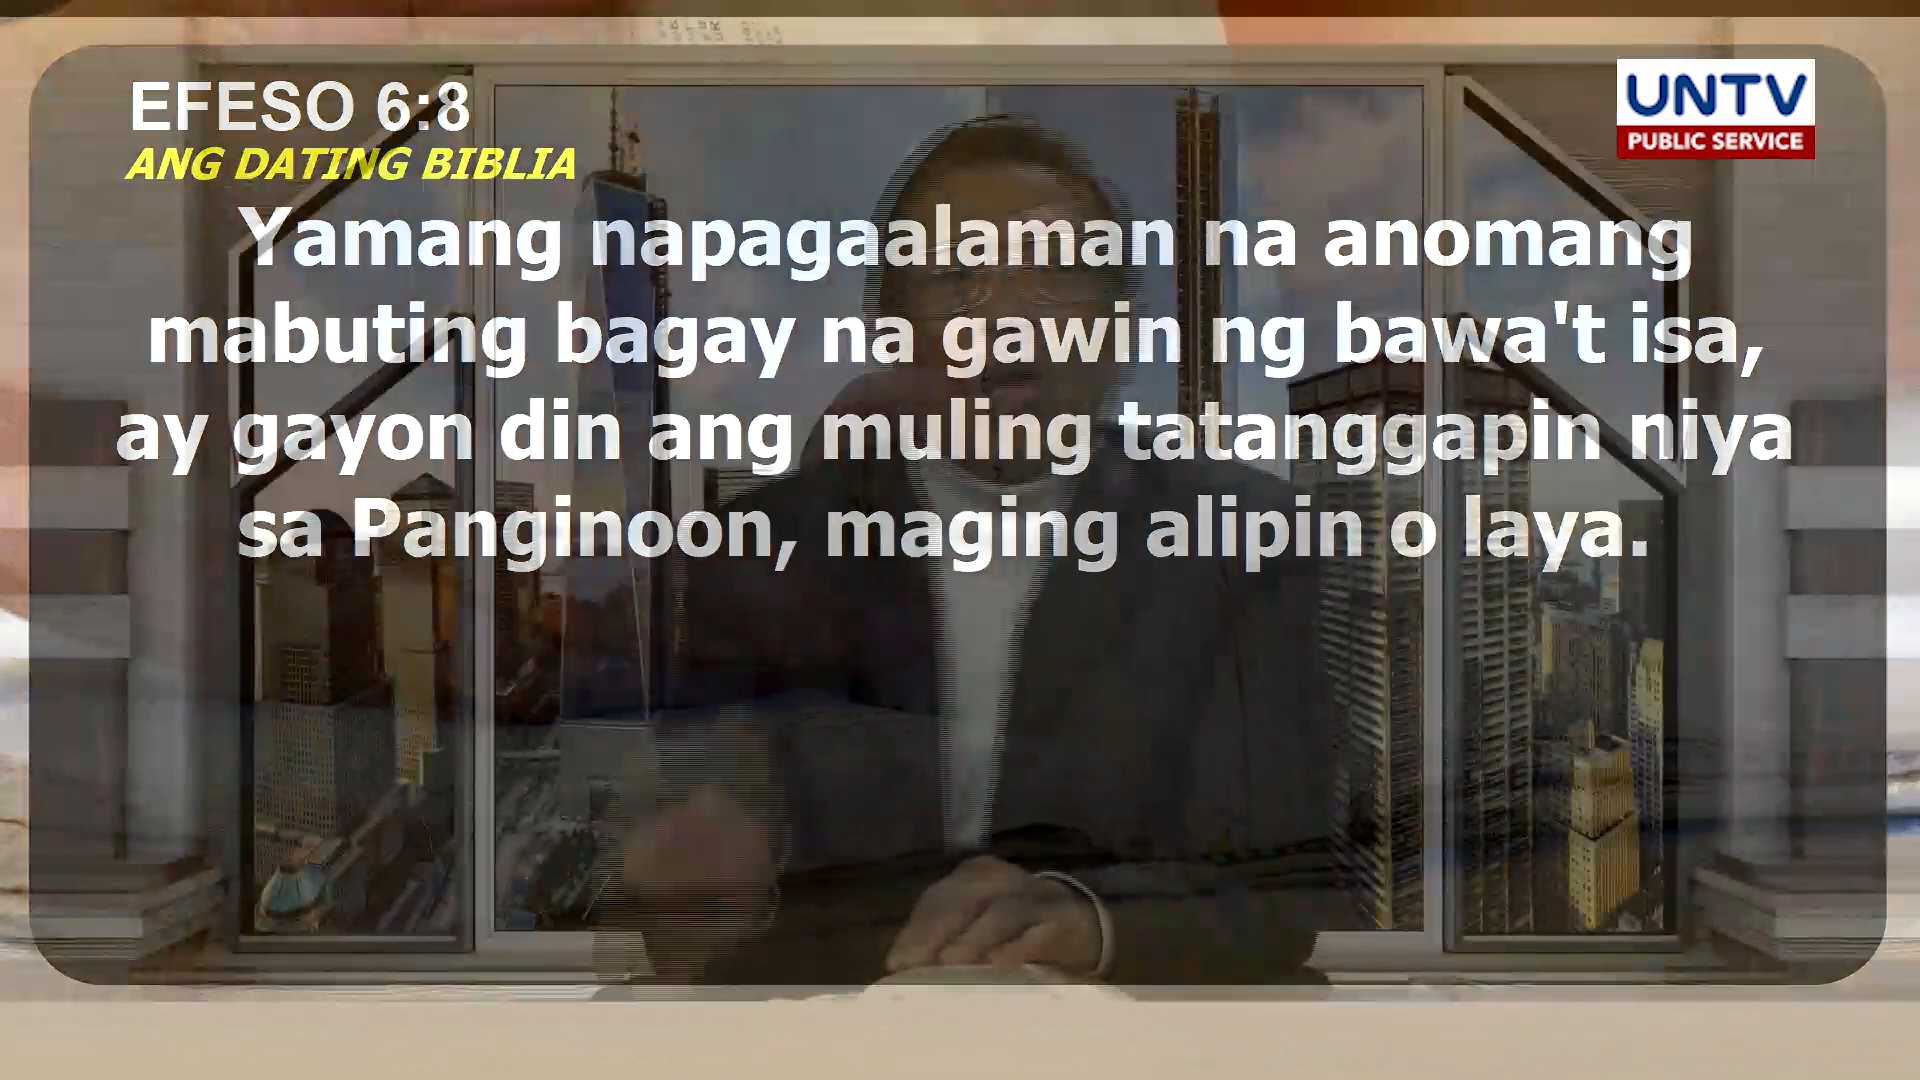 EFESO 6:8
ANG DATING BIBLIA
UNTV
PUBLIC SERVICE
Yamang napagaalaman na anomang
mabuting bagay na gawin ng bawa't isa,
ay gayon din ang muling tatanggapin niya
sa Panginoon, maging alipin o laya.